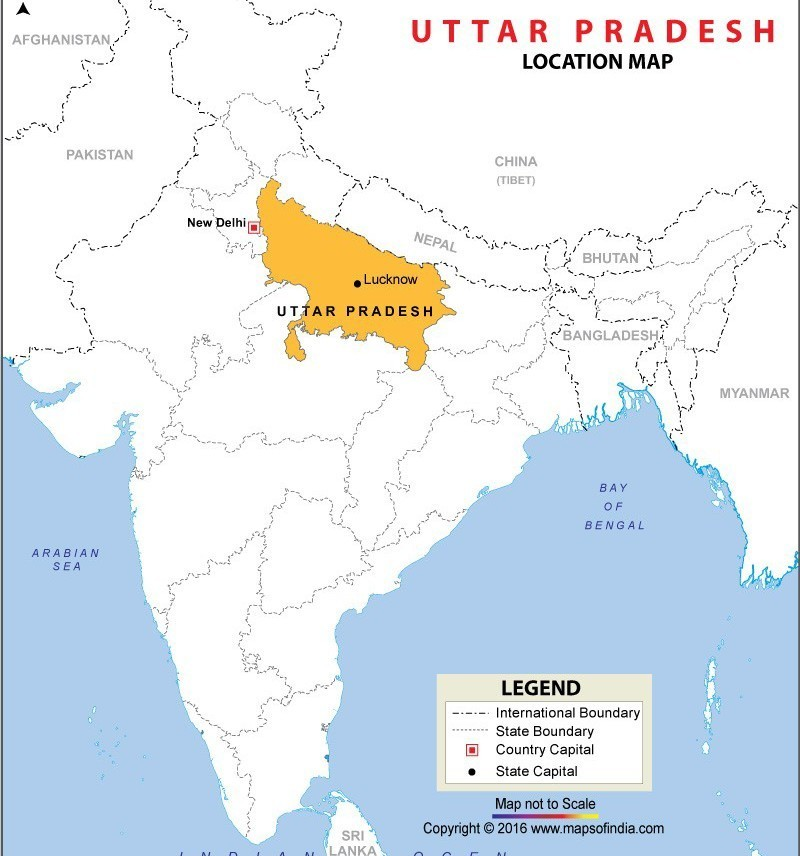 UTTAR PRADESH
LOCATION MAP
AFGHANISTAN
PAKISTAN
CHINA
(TIBET)
New Delhi
NEPAL
BHUTAN
Lucknow
UTTAR PRADESH
BANGLADESH
MYANMAR
BAY
OF
BENGAL
ARABIAN
SEA
LEGEND
International Boundary
State Boundary
Country Capital
State Capital
Map not to Scale
Copyright © 2016 www.mapsofindia.com
SRI
LANKA